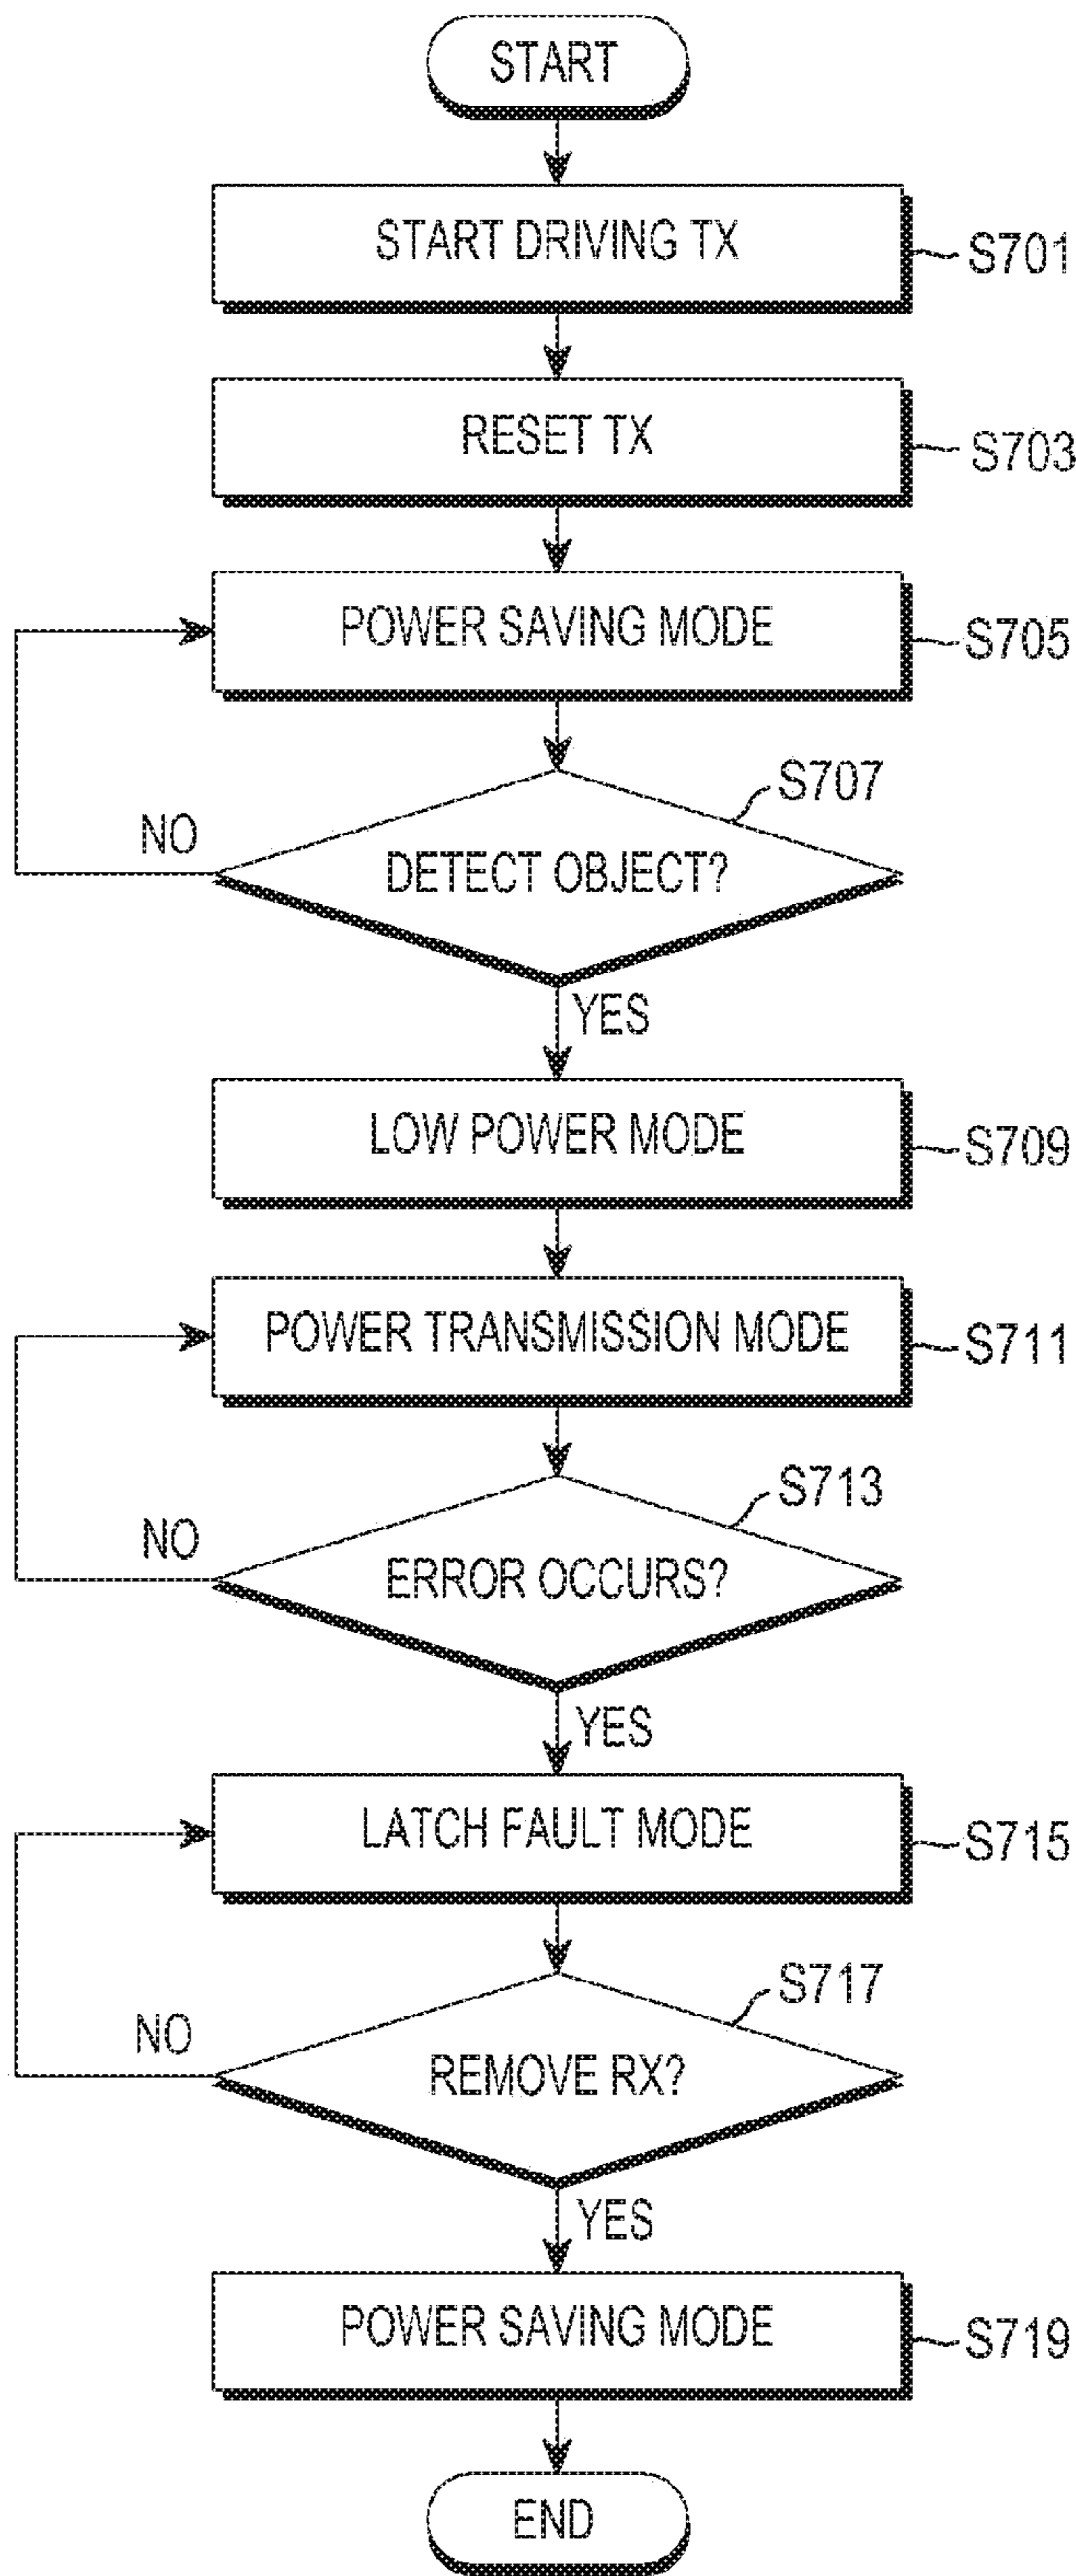 START
START DRIVING TX
S701
RESET TX
S703
POWER SAVING MODE
S705
S707
DETECT OBJECT?
NO
YES
LOW POWER MODE
S709
POWER TRANSMISSION MODE
S711
S713
ERROR OCCURS?
NO
YES
LATCH FAULT MODE
S715
S717
REMOVE RX?
NO
YES
POWER SAVING MODE
S719
END